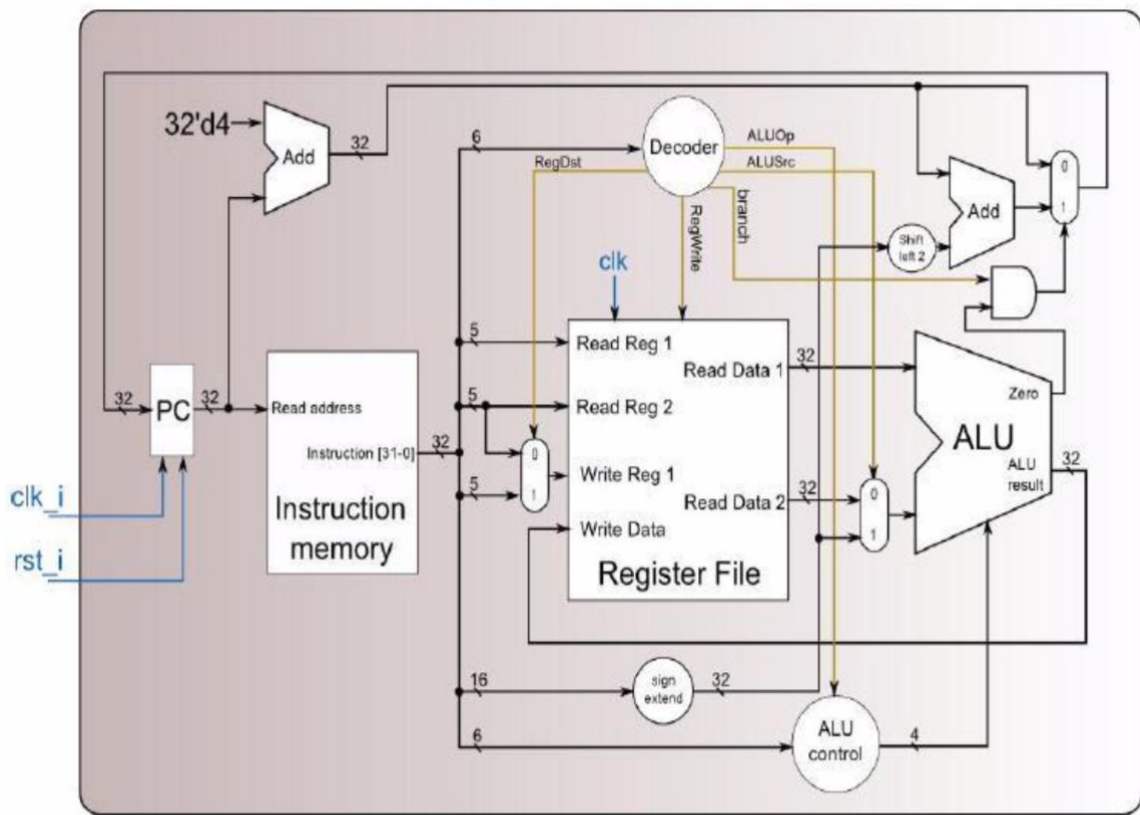 32'd4
Add
32
6
Decoder
ALUOp
ALUSrc
RegDst
RegWrite
branch
0
1
Add
Shift
left 2
clk
5
Read Reg 1
Read Data 1
32
Zero
32
PC
32
Read address
5
Read Reg 2
ALU
Instruction [31-0]
32
0
1
Write Reg 1
ALU
result
32
5
Read Data 2
32
0
1
clk_i
Instruction
memory
Write Data
rst_i
Register File
16
sign
extend
32
6
ALU
control
4